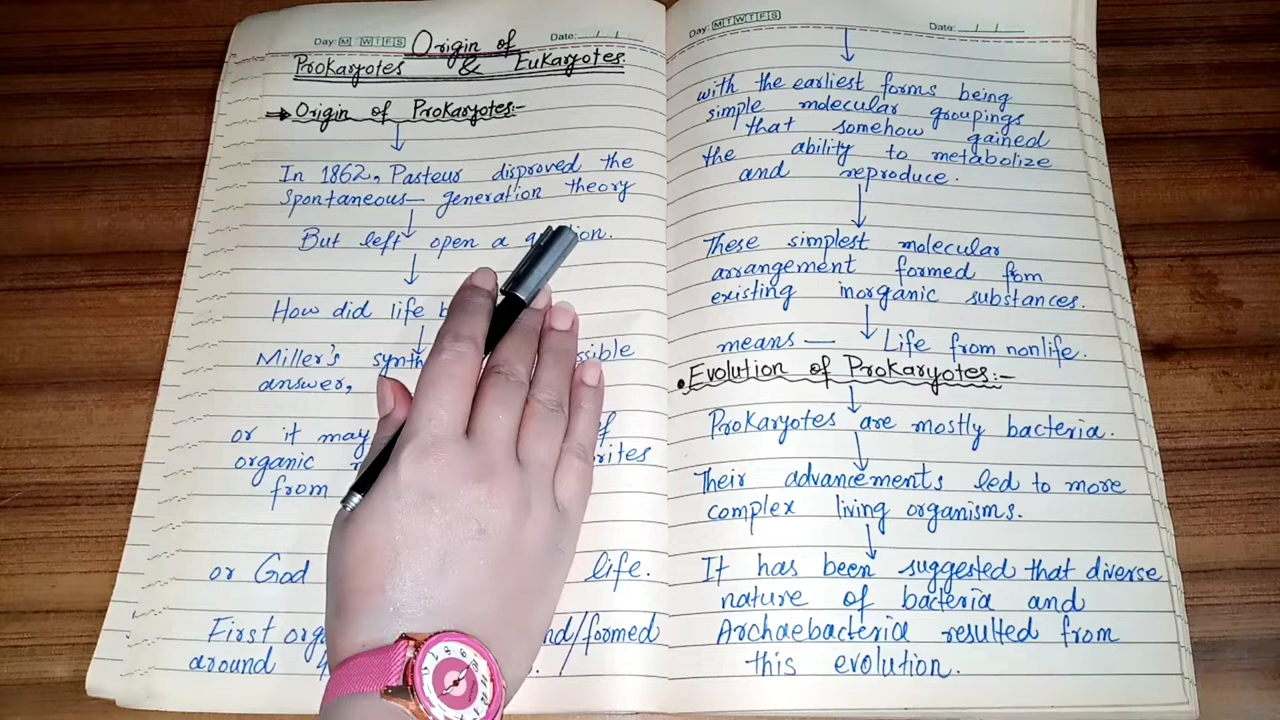 Day: M T W T F S
Date: / /
Origin of
Prokaryotes & Eukaryotes.
Origin of Prokaryotes:-
In 1862, Pasteur disproved the
Spontaneous- generation theory
But left open a
How did life
Miller's
answer,
or it may
organic
from
or God life.
First
around
Day: M T W T F S
Date: / /
with the earliest forms being
simple molecular groupings
that somehow gained
the ability to metabolize
and reproduce.
These simplest molecular
arrangement formed from
existing inorganic substances.
means — Life from nonlife.
Evolution of Prokaryotes:-
Prokaryotes are mostly bacteria.
Their advancements led to more
complex living organisms.
It has been suggested that diverse
nature of bacteria and
Archaebacteria resulted from
this evolution.